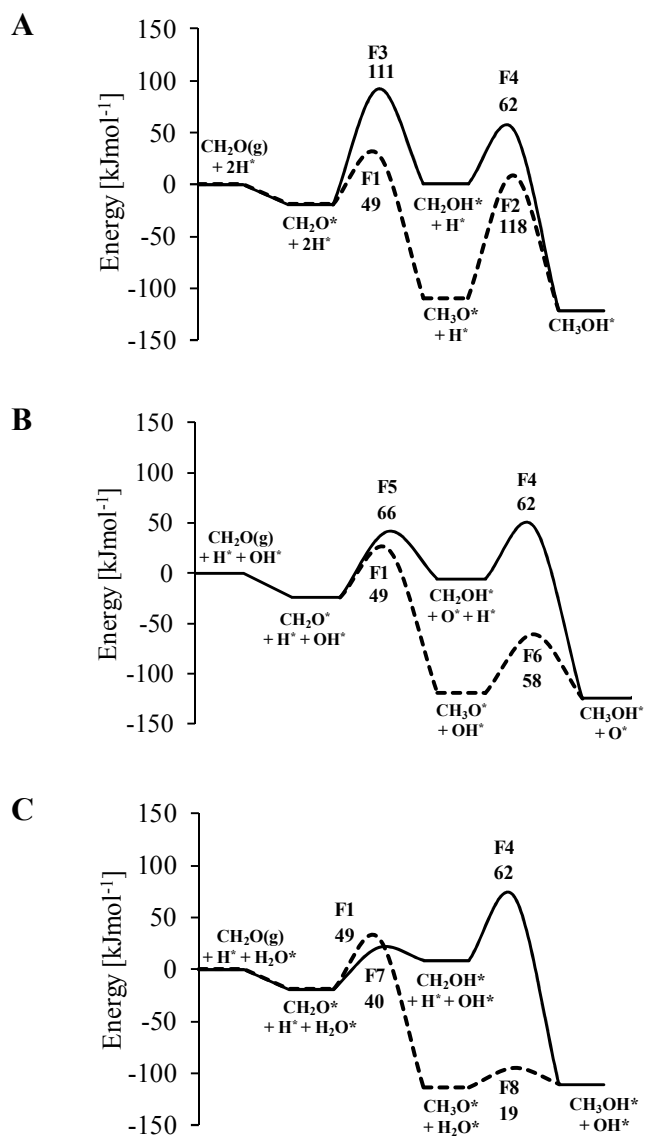 A
150
100
50
0
-50
-100
-150
Energy [kJmol⁻¹]
CH₂O(g)
+ 2H*
CH₂O*
+ 2H*
F3
111
F1
49
CH₂OH*
+ H*
CH₃O*
+ H*
F4
62
F2
118
CH₃OH*
B
150
100
50
0
-50
-100
-150
Energy [kJmol⁻¹]
CH₂O(g)
+ H* + OH*
CH₂O*
+ H* + OH*
F5
66
F1
49
CH₂OH*
+ O* + H*
CH₃O*
+ OH*
F4
62
F6
58
CH₃OH*
+ O*
C
150
100
50
0
-50
-100
-150
Energy [kJmol⁻¹]
CH₂O(g)
+ H* + H₂O*
CH₂O*
+ H* + H₂O*
F1
49
F7
40
CH₂OH*
+ H* + OH*
CH₃O*
+ H₂O*
F4
62
F8
19
CH₃OH*
+ OH*